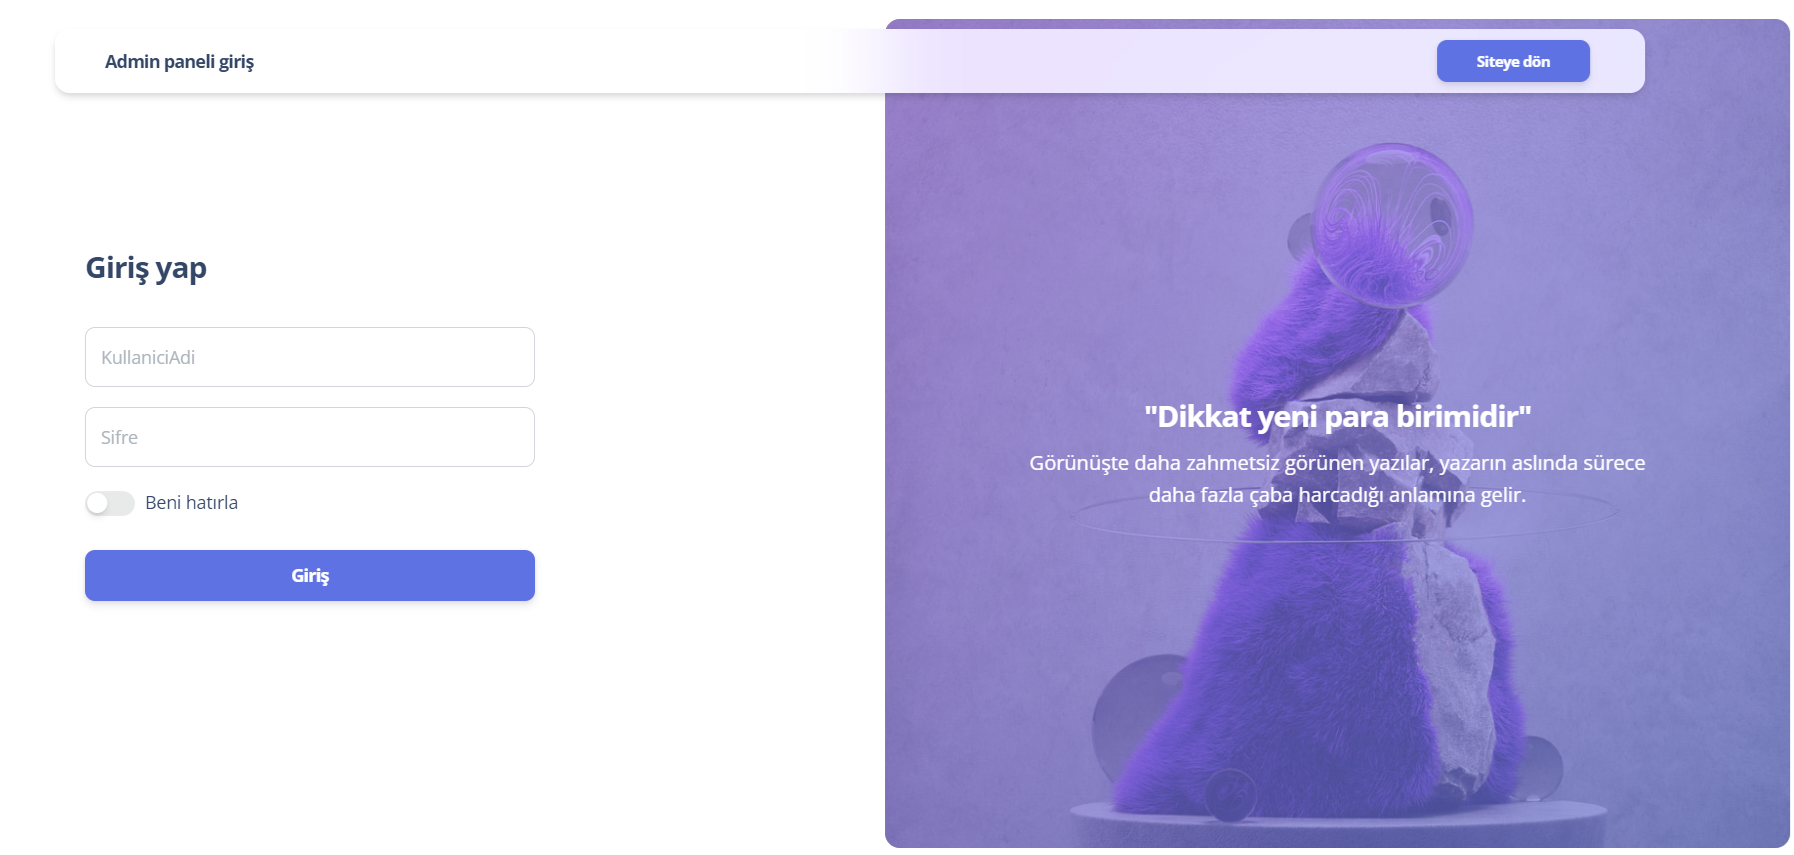 Admin paneli giriş
Siteye dön
Giriş yap
KullaniciAdi
Sifre
Beni hatırla
Giriş
"Dikkat yeni para birimidir"
Görünüşte daha zahmetsiz görünen yazılar, yazarın aslında sürece
daha fazla çaba harcadığı anlamına gelir.